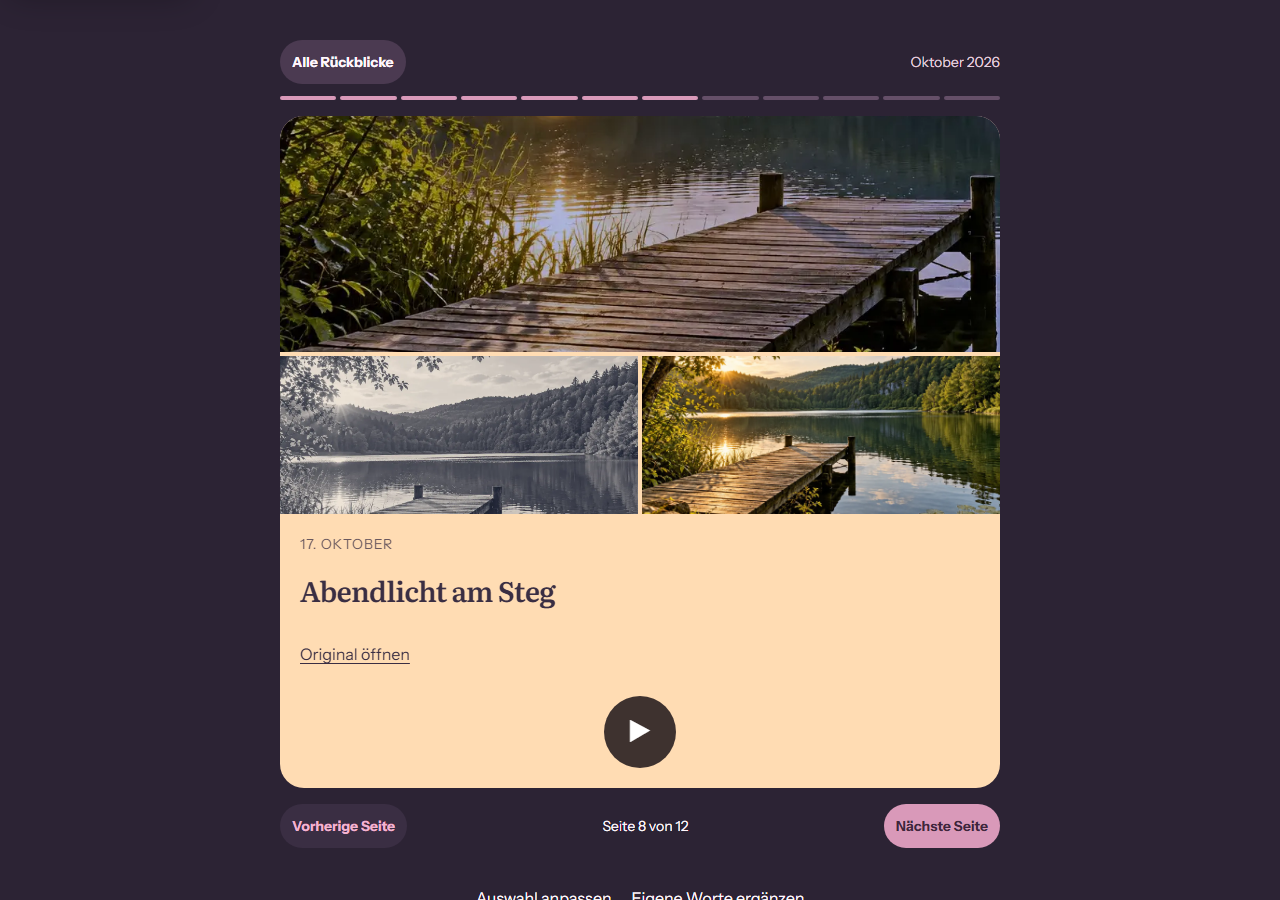 Alle Rückblicke
Oktober 2026
17. OKTOBER
Abendlicht am Steg
Original öffnen
Vorherige Seite
Seite 8 von 12
Nächste Seite
Auswahl anpassen
Eigene Worte ergänzen